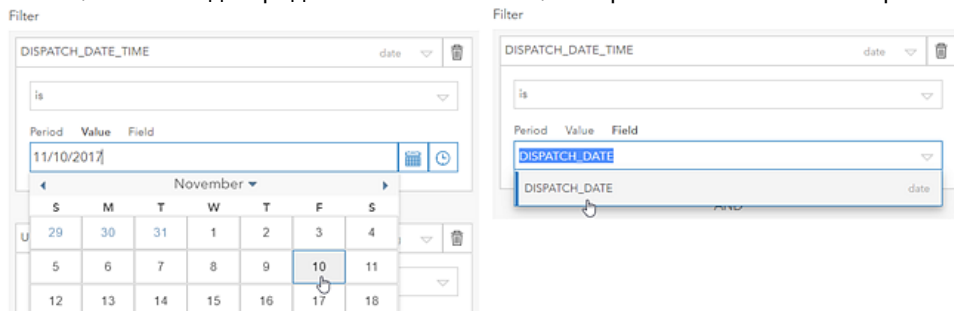 Filter
DISPATCH_DATE_TIME date
is
Period Value Field
11/10/2017
November
S M T W T F S
29 30 31 1 2 3 4
U
5 6 7 8 9 10 11
12 13 14 15 16 17 18
Filter
DISPATCH_DATE_TIME date
is
Period Value Field
DISPATCH_DATE
DISPATCH_DATE date
AND